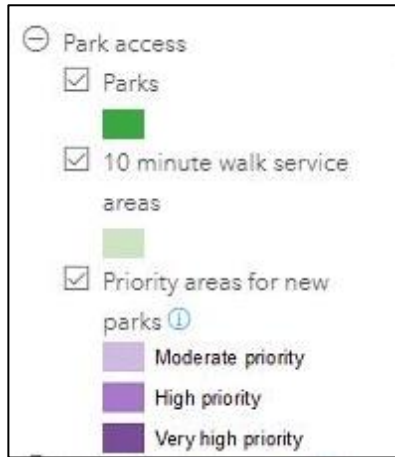 Park access
Parks
10 minute walk service
areas
Priority areas for new
parks
Moderate priority
High priority
Very high priority